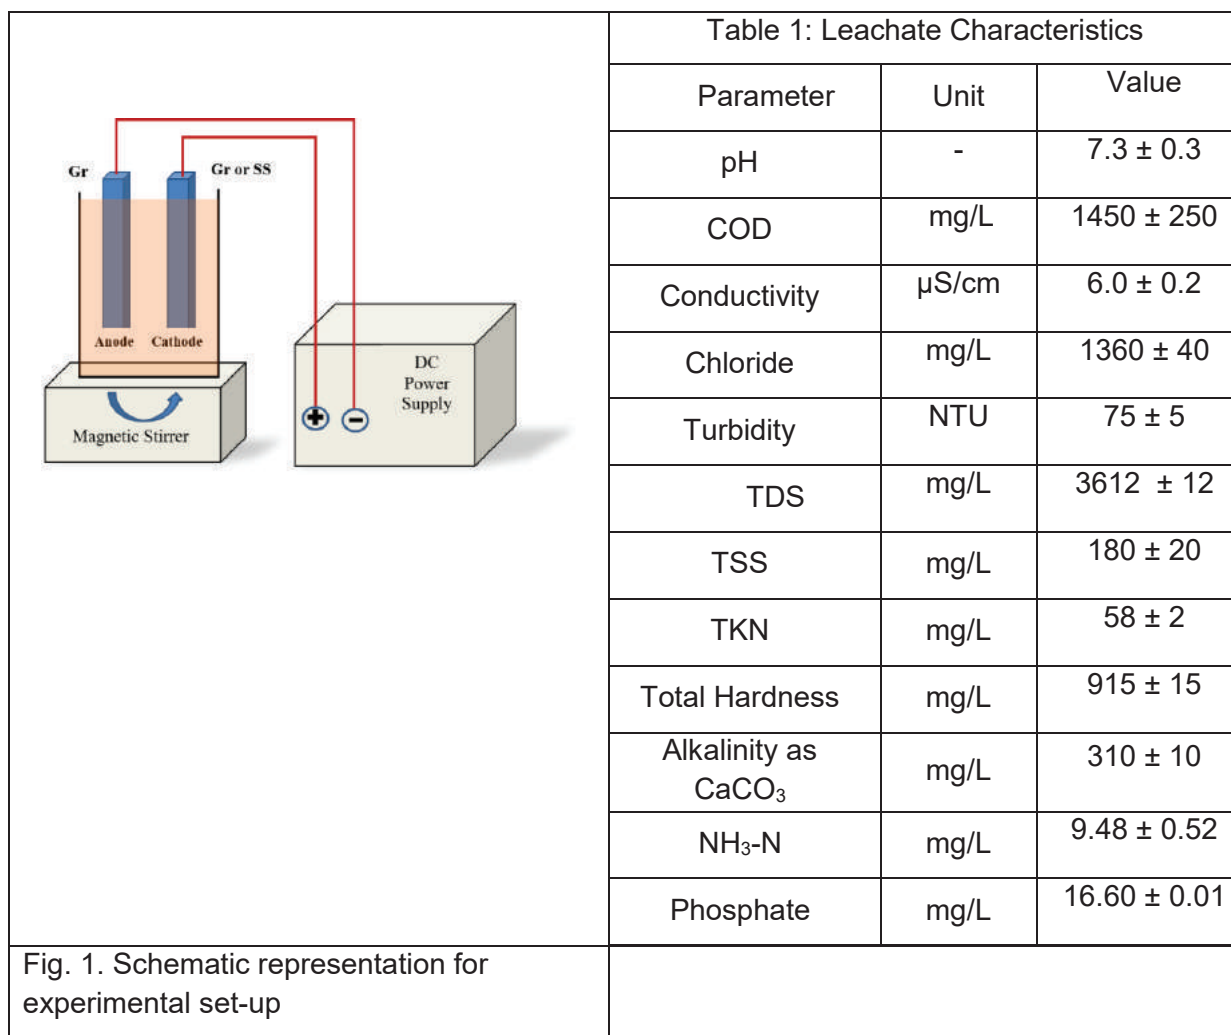 Gr
Gr or SS
Anode Cathode
Magnetic Stirrer
DC
Power
Supply
+ −
Fig. 1. Schematic representation for
experimental set-up
Table 1: Leachate Characteristics
Parameter Unit Value
pH - 7.3 ± 0.3
COD mg/L 1450 ± 250
Conductivity µS/cm 6.0 ± 0.2
Chloride mg/L 1360 ± 40
Turbidity NTU 75 ± 5
TDS mg/L 3612 ± 12
TSS mg/L 180 ± 20
TKN mg/L 58 ± 2
Total Hardness mg/L 915 ± 15
Alkalinity as
CaCO₃ mg/L 310 ± 10
NH₃-N mg/L 9.48 ± 0.52
Phosphate mg/L 16.60 ± 0.01